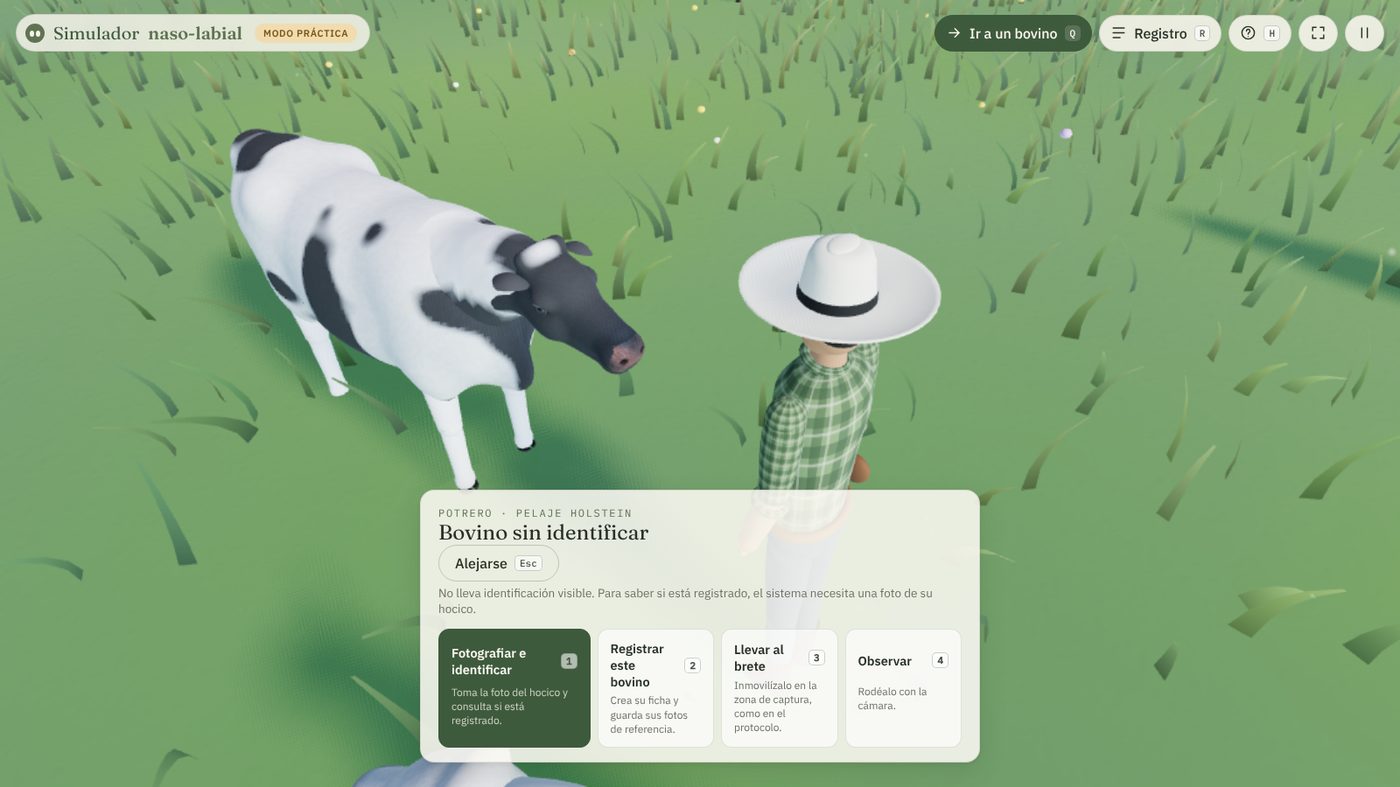 Simulador naso-labial MODO PRÁCTICA
Ir a un bovino Q
Registro R
H
POTRERO · PELAJE HOLSTEIN
Bovino sin identificar
Alejarse Esc
No lleva identificación visible. Para saber si está registrado, el sistema necesita una foto de su
hocico.
Fotografiar e
identificar
1
Toma la foto del hocico y
consulta si está
registrado.
Registrar
este
bovino
2
Crea su ficha y
guarda sus fotos
de referencia.
Llevar al
brete
3
Inmovilízalo en la
zona de captura,
como en el
protocolo.
Observar 4
Rodéalo con la
cámara.